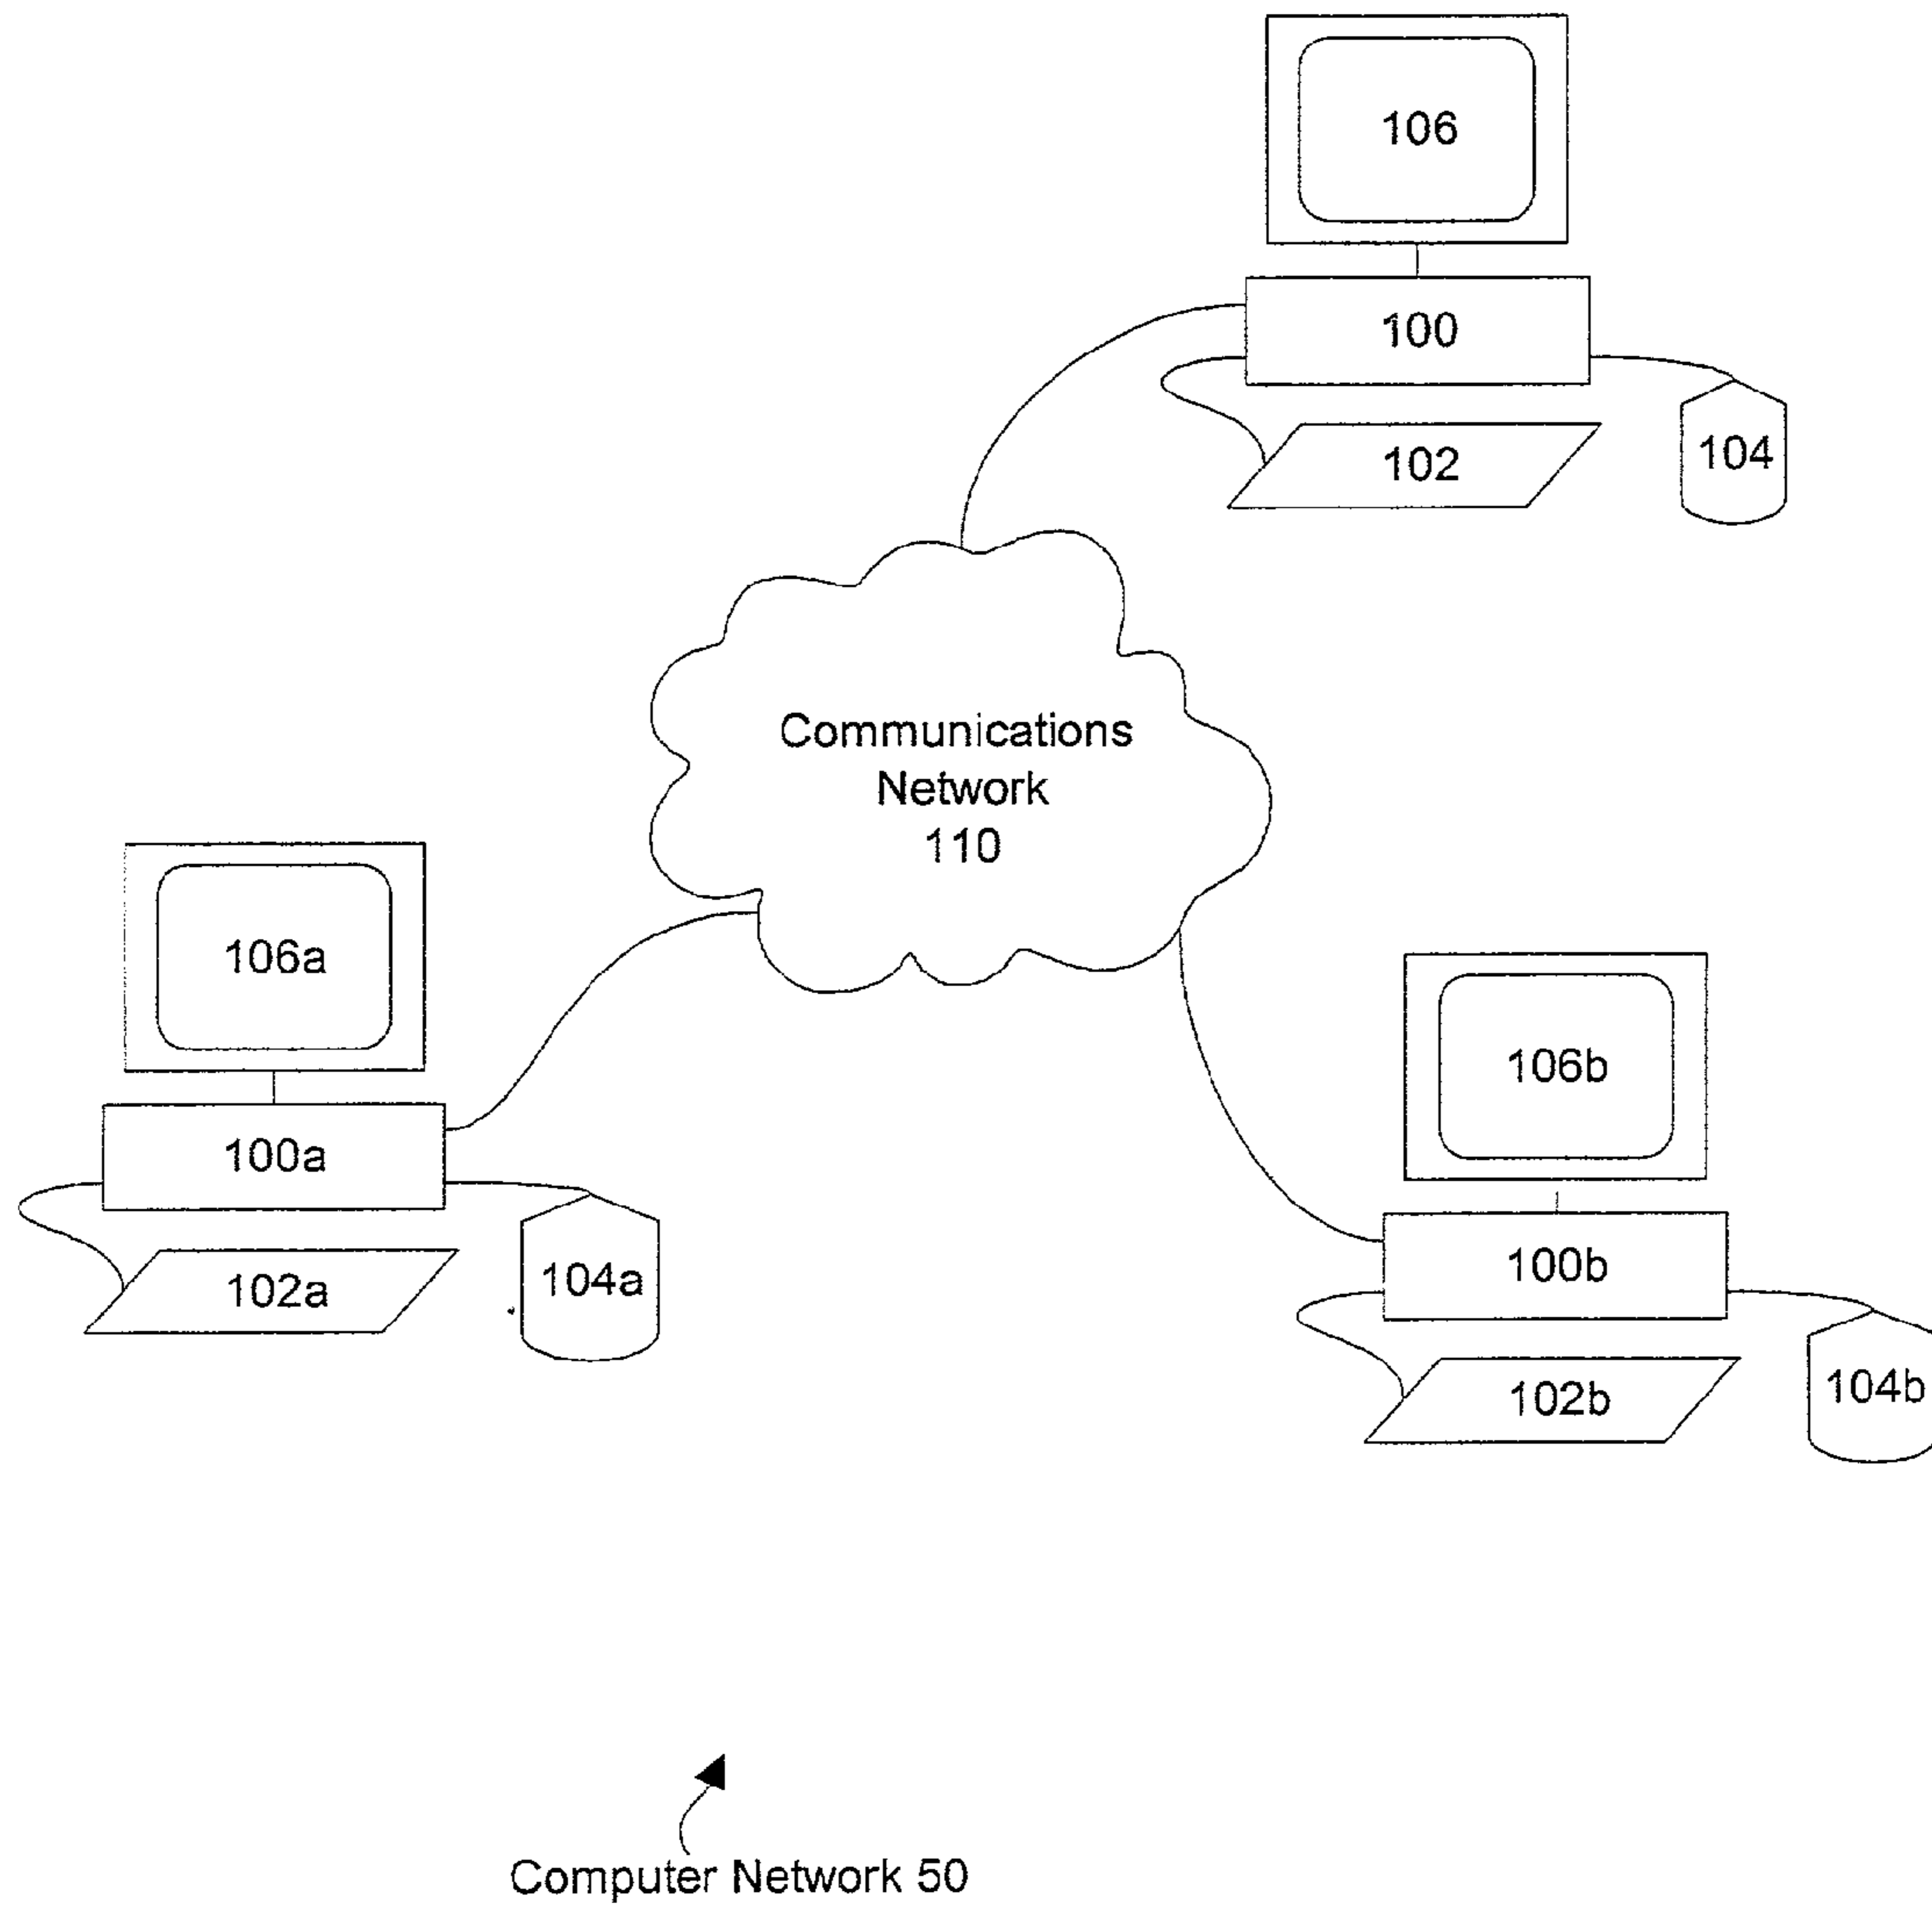 106
100
102
104
Communications
Network
110
106a
100a
102a
104a
106b
100b
102b
104b
Computer Network 50